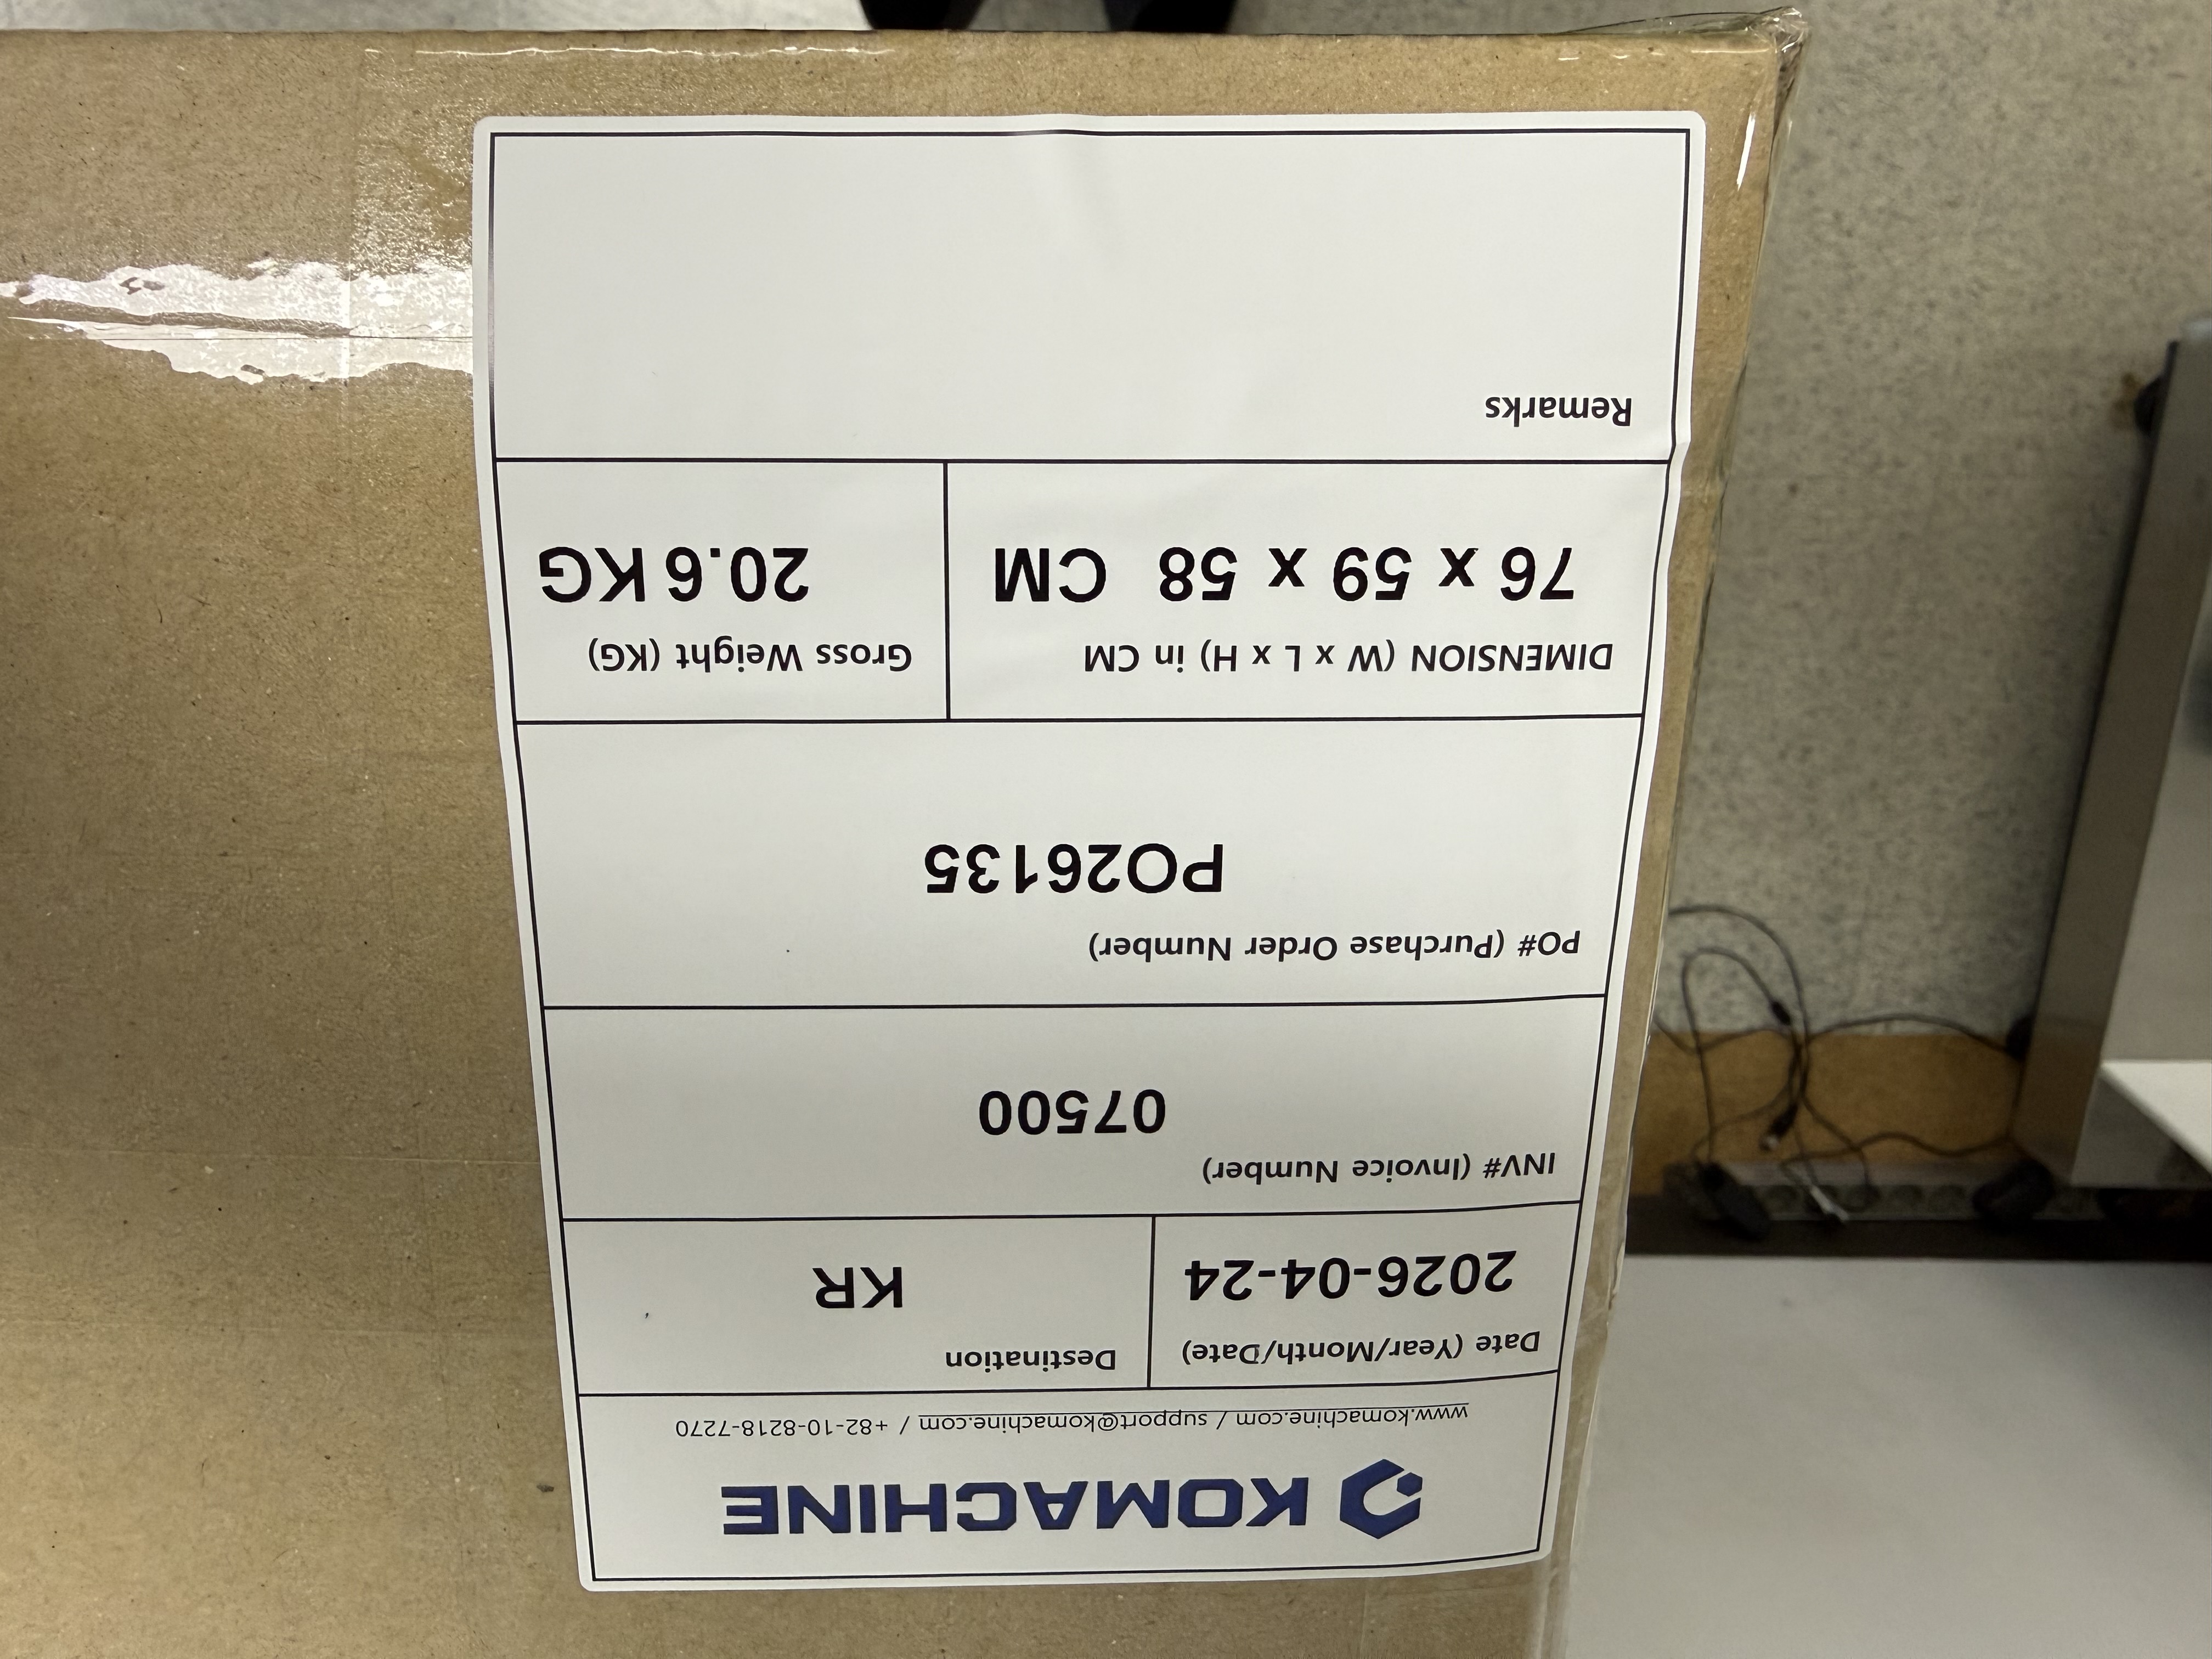 KOMACHINE
www.komachine.com / support@komachine.com / +82-10-8218-7270
Date (Year/Month/Date)
2026-04-24
Destination
KR
INV# (Invoice Number)
07500
PO# (Purchase Order Number)
PO26135
DIMENSION (W x L x H) in CM
76 x 59 x 58 CM
Gross Weight (KG)
20.6 KG
Remarks